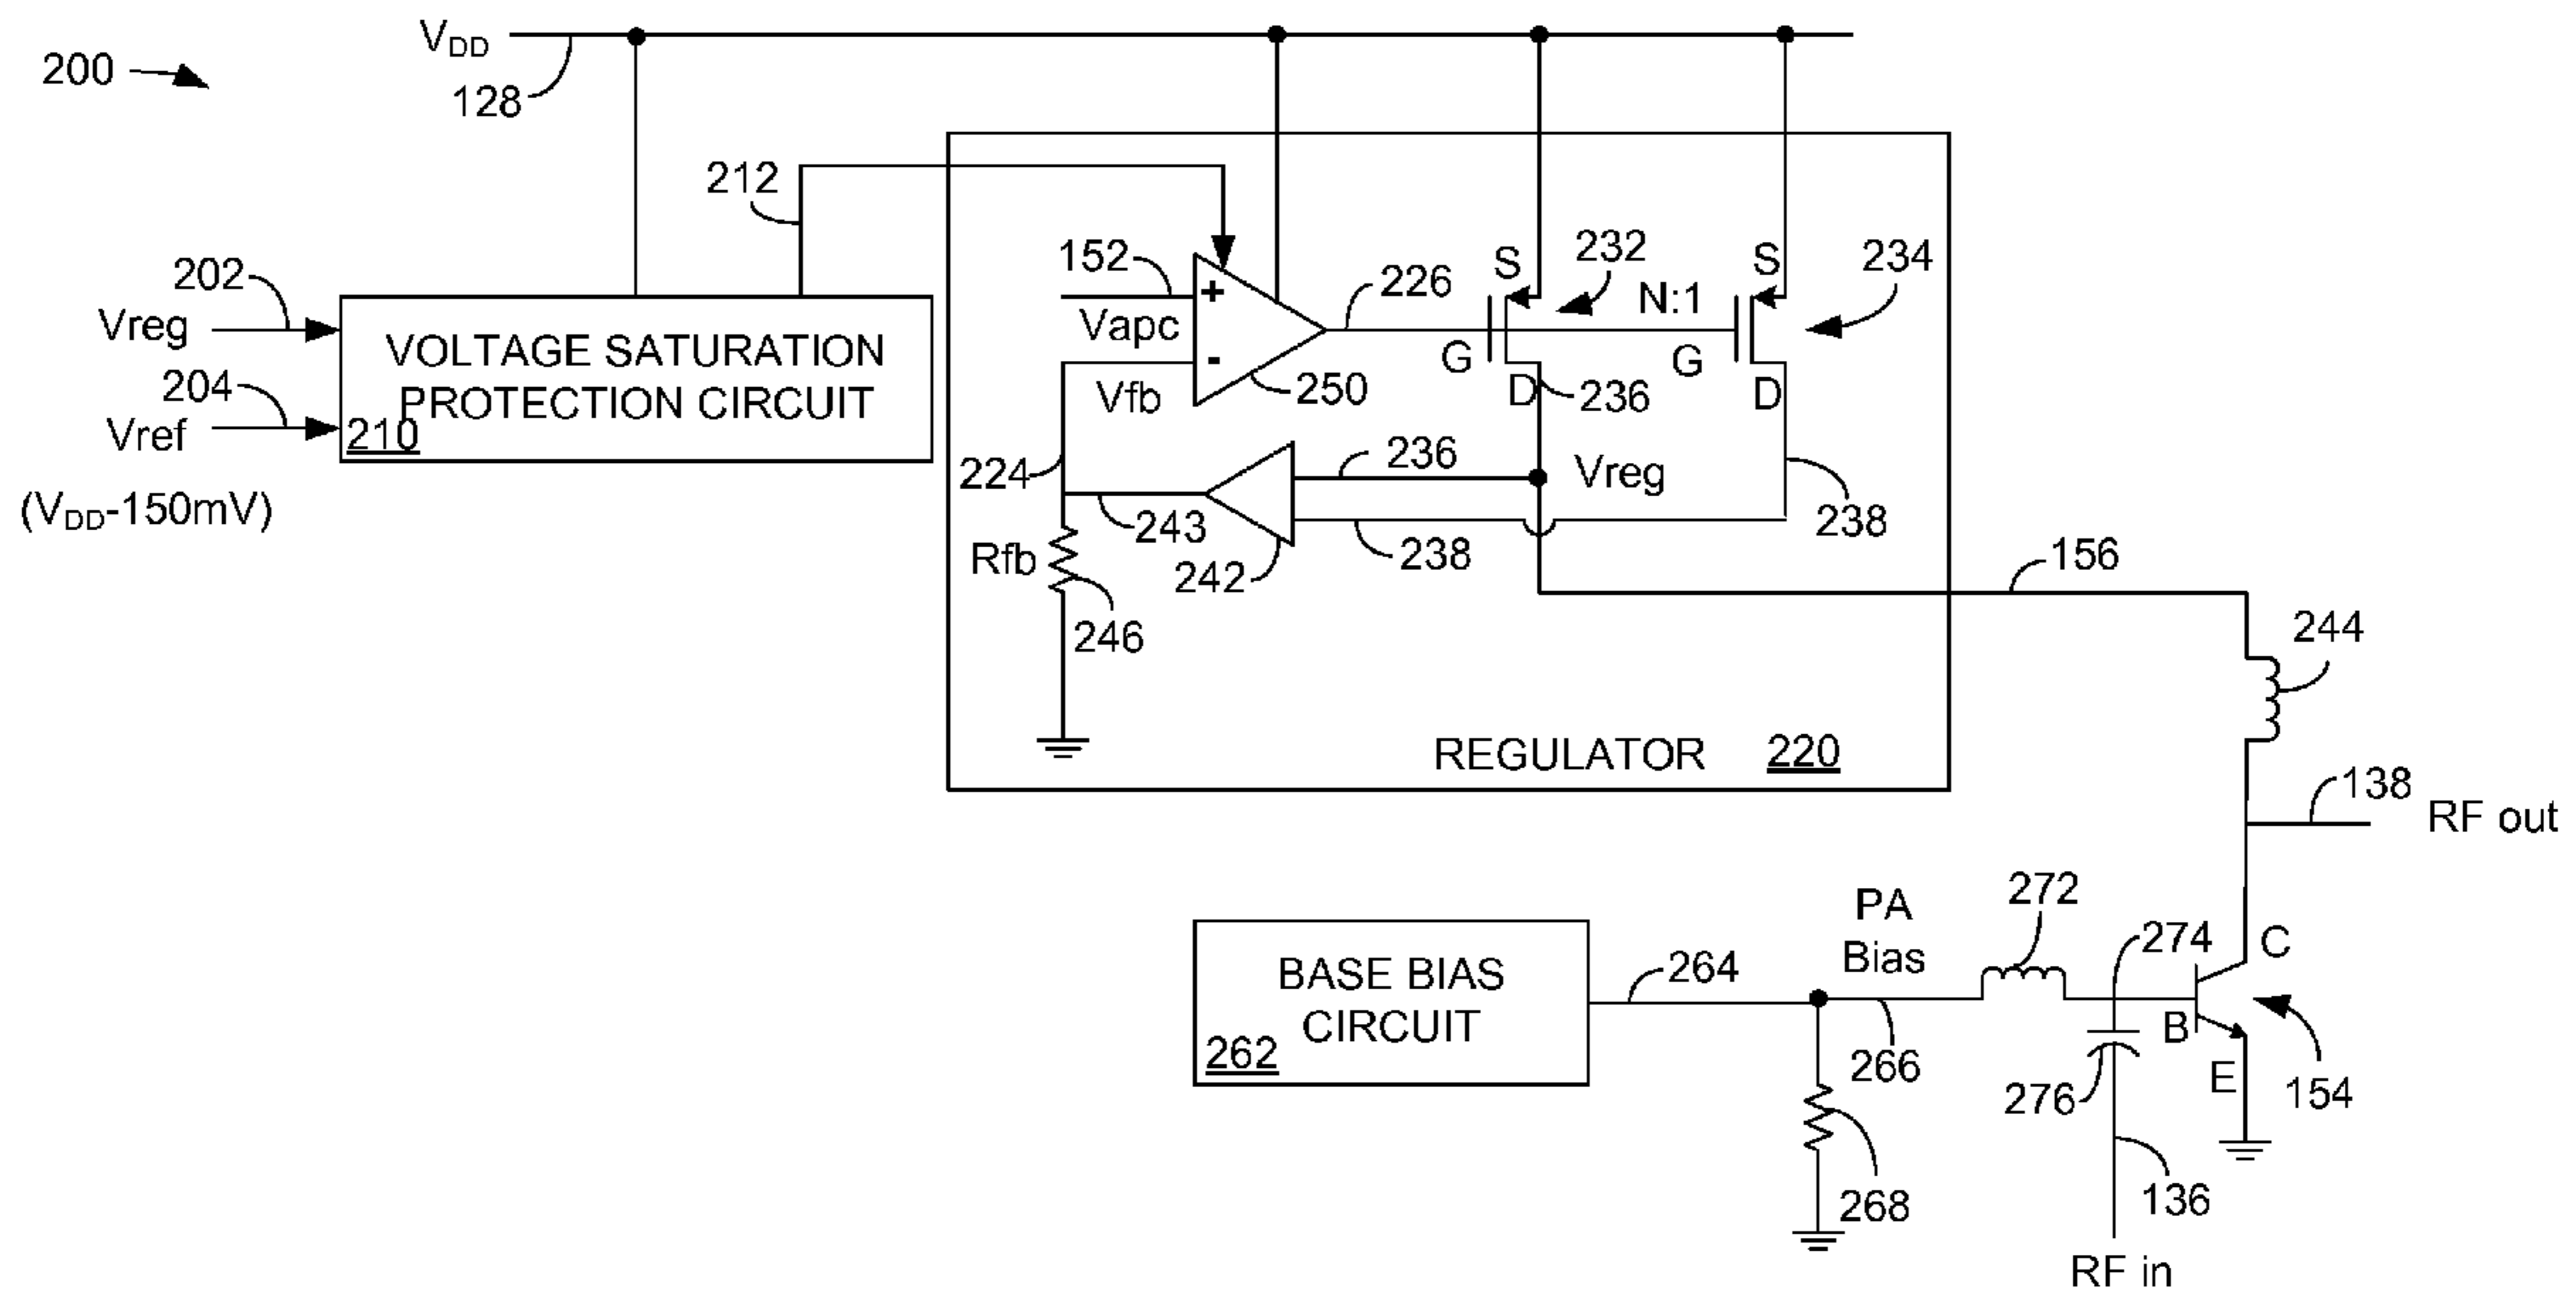 200
VDD
128
212
202
Vreg
204
Vref
(VDD-150mV)
VOLTAGE SATURATION
PROTECTION CIRCUIT
210
152
Vapc
+
-
Vfb
250
226
S
232
G
D
236
N:1
S
234
G
D
236
Vreg
238
224
243
242
238
Rfb
246
REGULATOR 220
156
244
138
RF out
BASE BIAS
CIRCUIT
262
264
PA
Bias
266
268
272
274
C
B
E
276
154
136
RF in